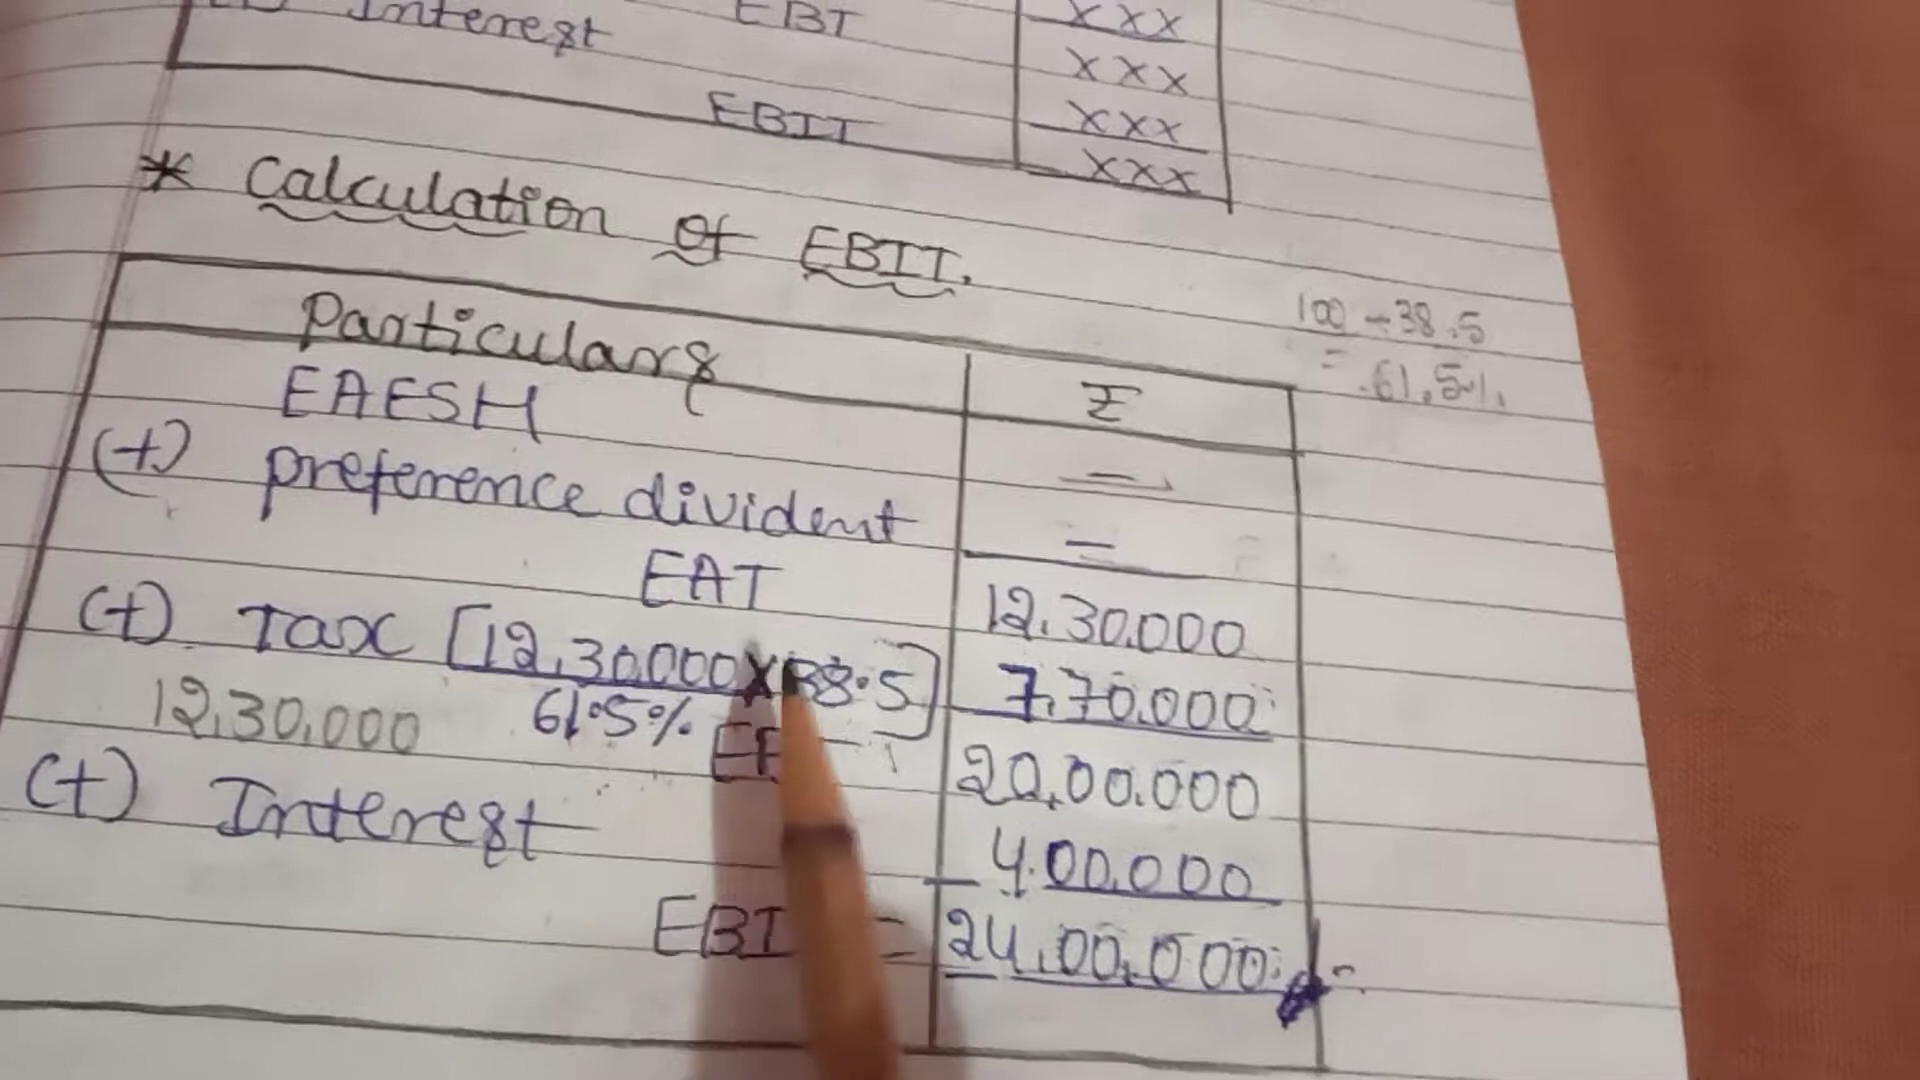 Interest EBT XXX
XXX
EBIT XXX
XXX
* Calculation of EBIT.
100 - 38.5
= 61.5%.
Particulars ₹
EAESH —
(+) preference divident =
EAT 12,30,000
(+) Tax [12,30,000 X 38.5] 7,70,000
12,30,000 61.5% 20,00,000
(+) Interest 4,00,000
= 24,00,000